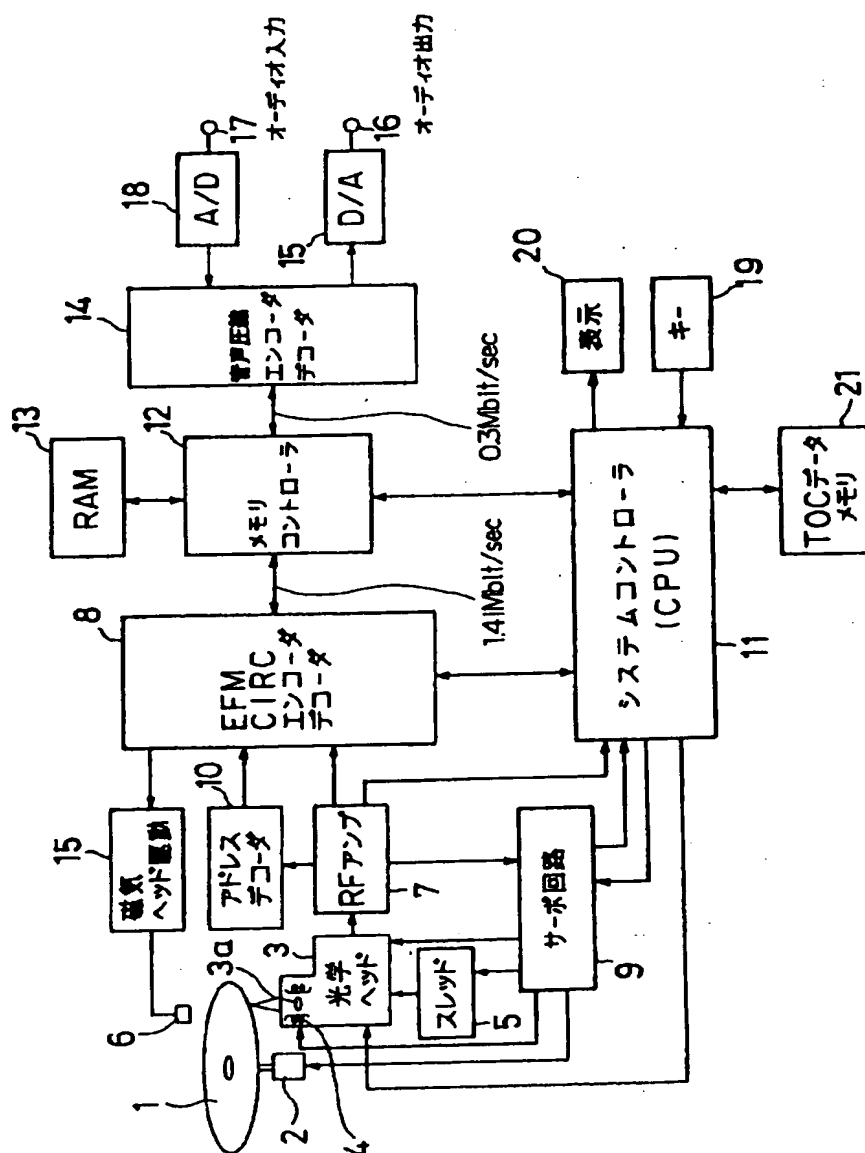 1
2
3
3a
4
5
スレッド
6
光学
ヘッド
7
RFアンプ
8
EFM
CIRC
エンコーダ
デコーダ
9
サーボ回路
10
アドレス
デコーダ
15
磁気
ヘッド駆動
11
システムコントローラ
(CPU)
12
メモリ
コントローラ
13
RAM
14
音声圧縮
エンコーダ
デコーダ
1.41Mbit/sec
0.3Mbit/sec
18
A/D
17
オーディオ入力
15
D/A
16
オーディオ出力
20
表示
19
キー
21
TOCデータ
メモリ